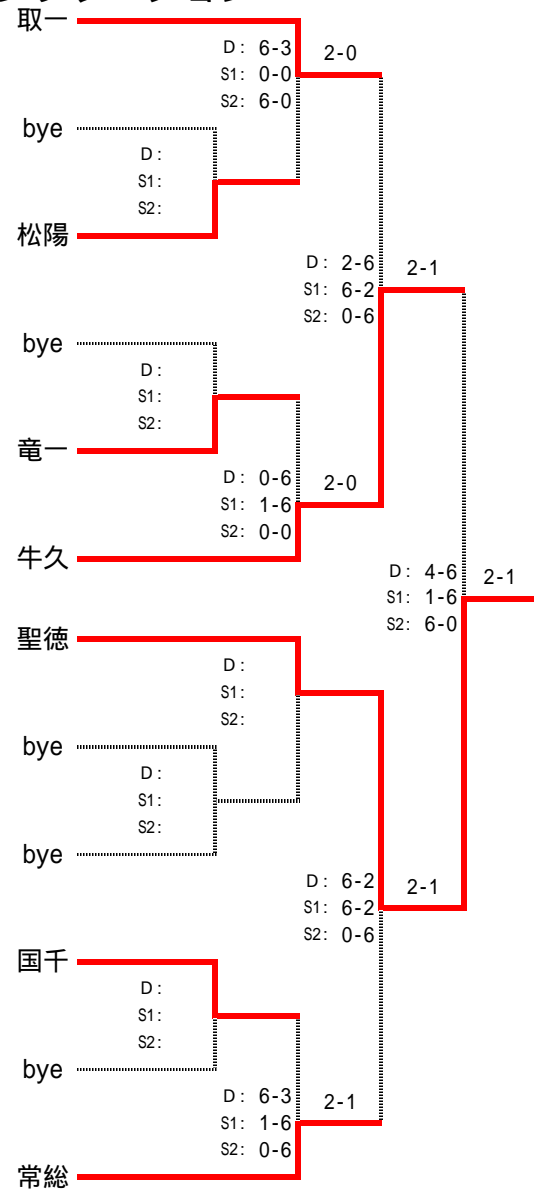 取一
D: 6-3
S1: 0-0
S2: 6-0
2-0
bye
D:
S1:
S2:
松陽
D: 2-6
S1: 6-2
S2: 0-6
2-1
bye
D:
S1:
S2:
竜一
D: 0-6
S1: 1-6
S2: 0-0
2-0
牛久
D: 4-6
S1: 1-6
S2: 6-0
2-1
聖徳
D:
S1:
S2:
bye
D:
S1:
S2:
bye
D: 6-2
S1: 6-2
S2: 0-6
2-1
国千
D:
S1:
S2:
bye
D: 6-3
S1: 1-6
S2: 0-6
2-1
常総